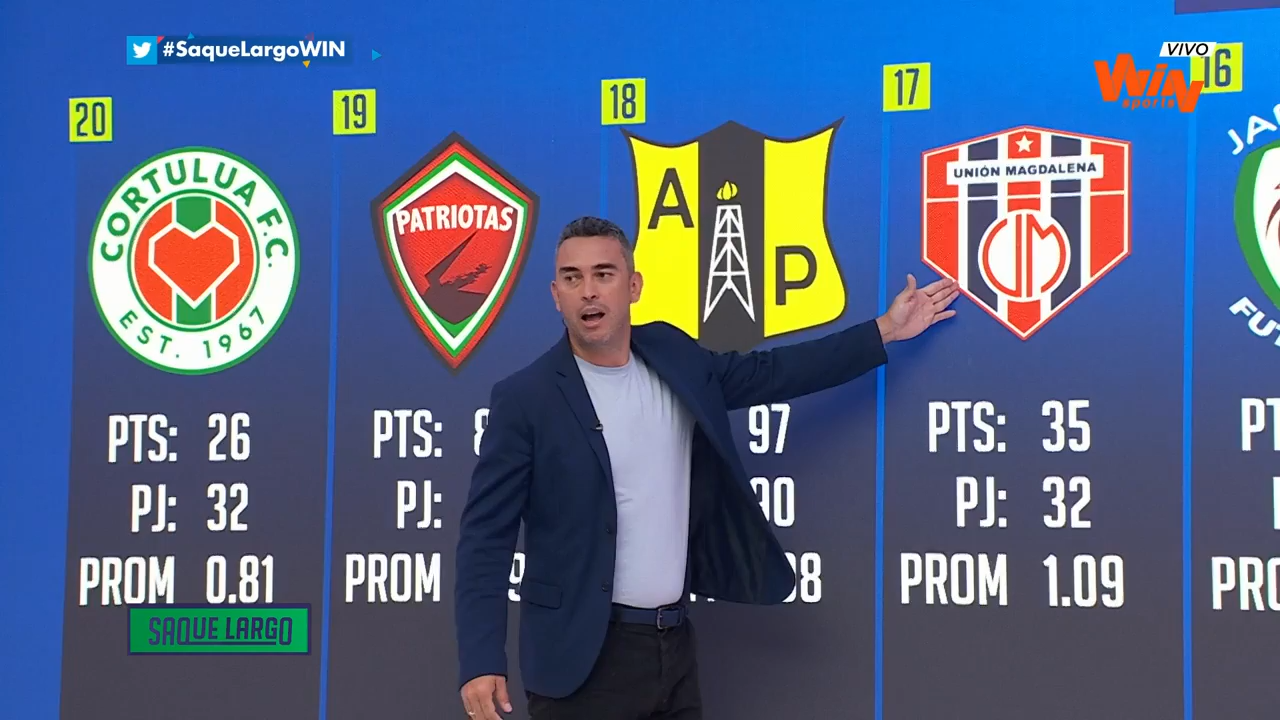 #SaqueLargoWIN
VIVO
WIN
sports
20
19
18
17
16
CORTULUA F.C.
EST. 1967
PATRIOTAS
A
P
UNIÓN MAGDALENA
UM
PTS: 26
PJ: 32
PROM 0.81
PTS:
PJ:
PROM
97
PTS: 35
PJ: 32
PROM 1.09
SAQUE LARGO